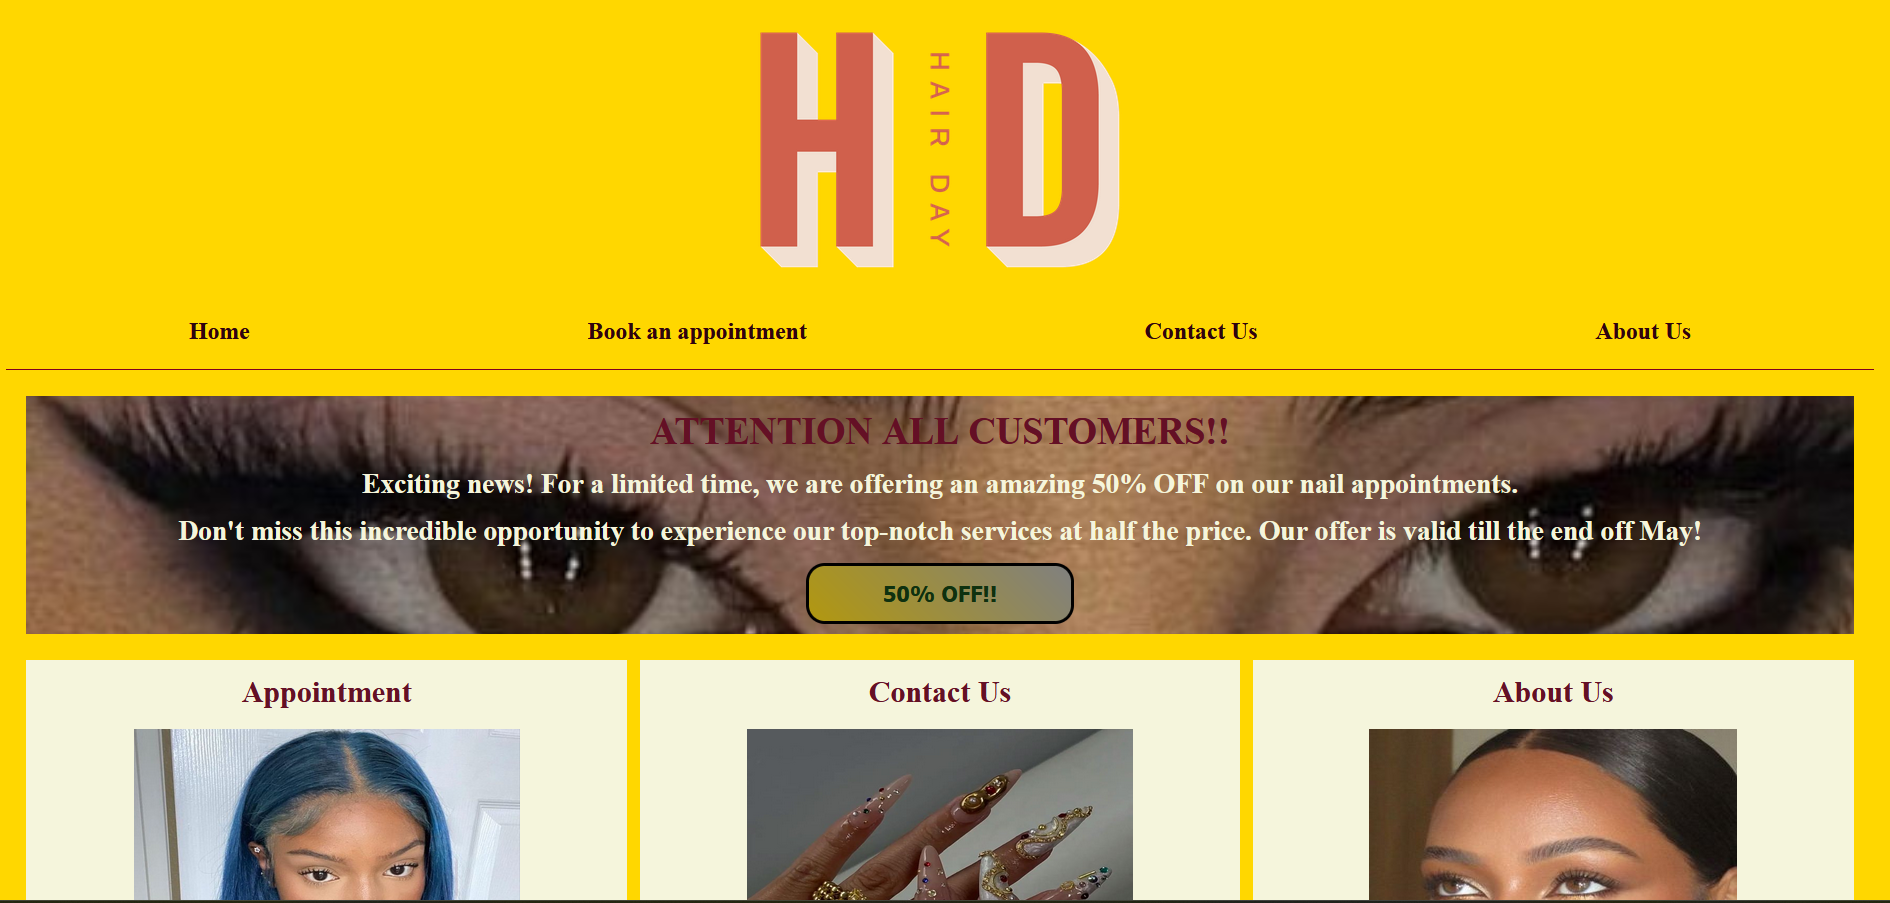 H HAIR DAY D
Home Book an appointment Contact Us About Us
ATTENTION ALL CUSTOMERS!!
Exciting news! For a limited time, we are offering an amazing 50% OFF on our nail appointments.
Don't miss this incredible opportunity to experience our top-notch services at half the price. Our offer is valid till the end off May!
50% OFF!!
Appointment Contact Us About Us